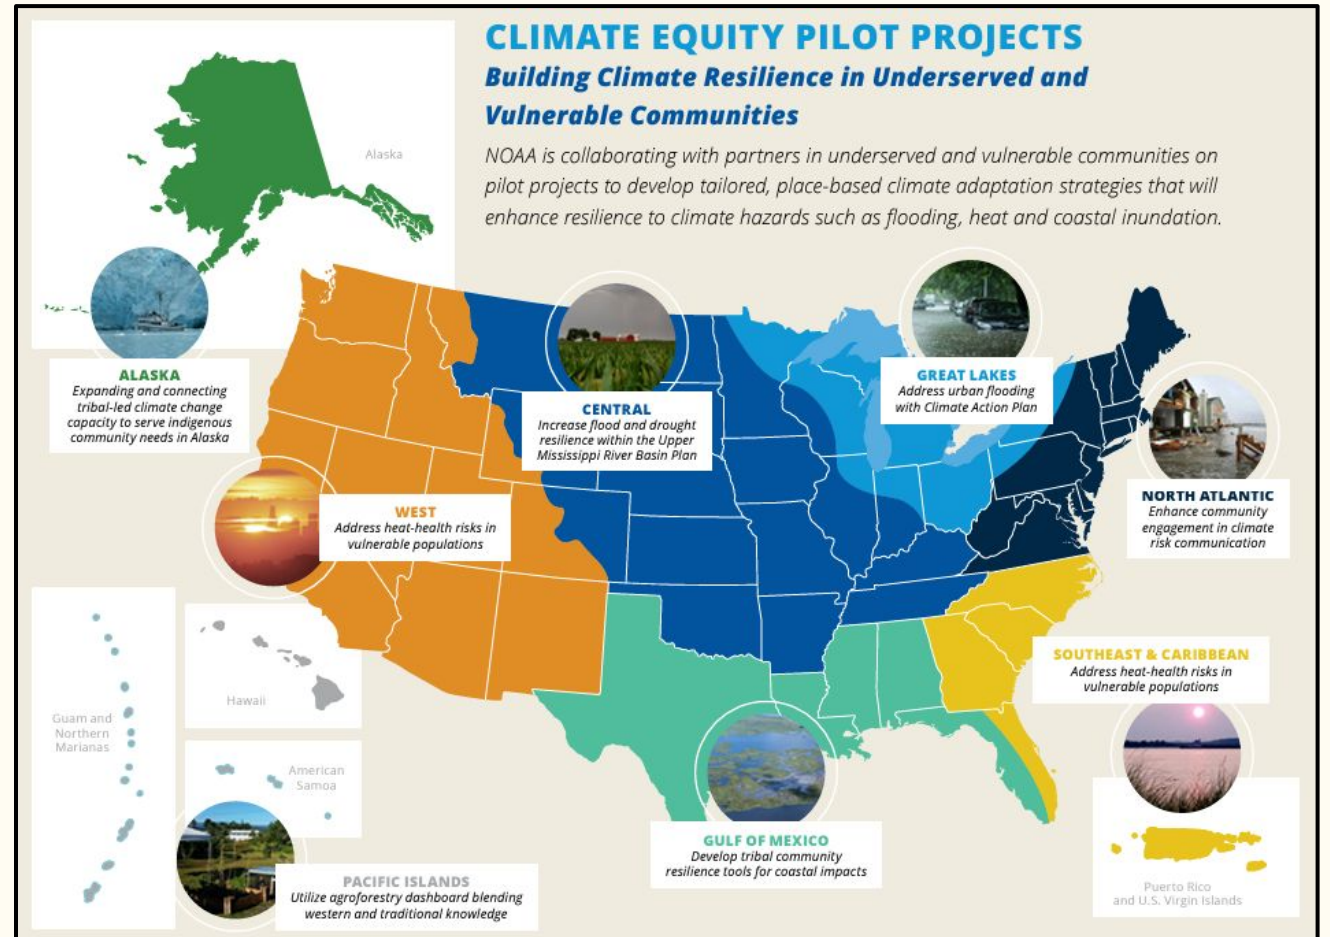 CLIMATE EQUITY PILOT PROJECTS
Building Climate Resilience in Underserved and
Vulnerable Communities
NOAA is collaborating with partners in underserved and vulnerable communities on
pilot projects to develop tailored, place-based climate adaptation strategies that will
enhance resilience to climate hazards such as flooding, heat and coastal inundation.
Alaska
ALASKA
Expanding and connecting
tribal-led climate change
capacity to serve indigenous
community needs in Alaska
CENTRAL
Increase flood and drought
resilience within the Upper
Mississippi River Basin Plan
GREAT LAKES
Address urban flooding
with Climate Action Plan
NORTH ATLANTIC
Enhance community
engagement in climate
risk communication
WEST
Address heat-health risks in
vulnerable populations
SOUTHEAST & CARIBBEAN
Address heat-health risks in
vulnerable populations
Hawaii
Guam and
Northern
Marianas
American
Samoa
GULF OF MEXICO
Develop tribal community
resilience tools for coastal impacts
PACIFIC ISLANDS
Utilize agroforestry dashboard blending
western and traditional knowledge
Puerto Rico
and U.S. Virgin Islands